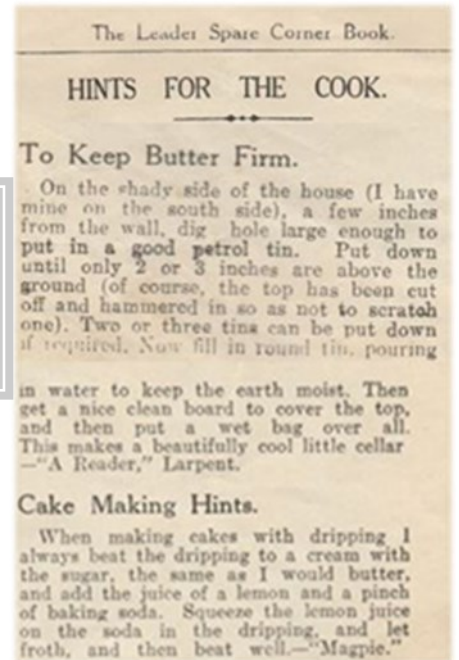 The Leader Spare Corner Book.
HINTS FOR THE COOK.
To Keep Butter Firm.
On the shady side of the house (I have
mine on the south side), a few inches
from the wall, dig hole large enough to
put in a good petrol tin. Put down
until only 2 or 3 inches are above the
ground (of course, the top has been cut
off and hammered in so as not to scratch
one). Two or three tins can be put down
if required. Now fill in round tin, pouring
in water to keep the earth moist. Then
get a nice clean board to cover the top,
and then put a wet bag over all.
This makes a beautifully cool little cellar
—"A Reader," Larpent.
Cake Making Hints.
When making cakes with dripping I
always beat the dripping to a cream with
the sugar, the same as I would butter,
and add the juice of a lemon and a pinch
of baking soda. Squeeze the lemon juice
on the soda in the dripping, and let
froth, and then beat well.—"Magpie."